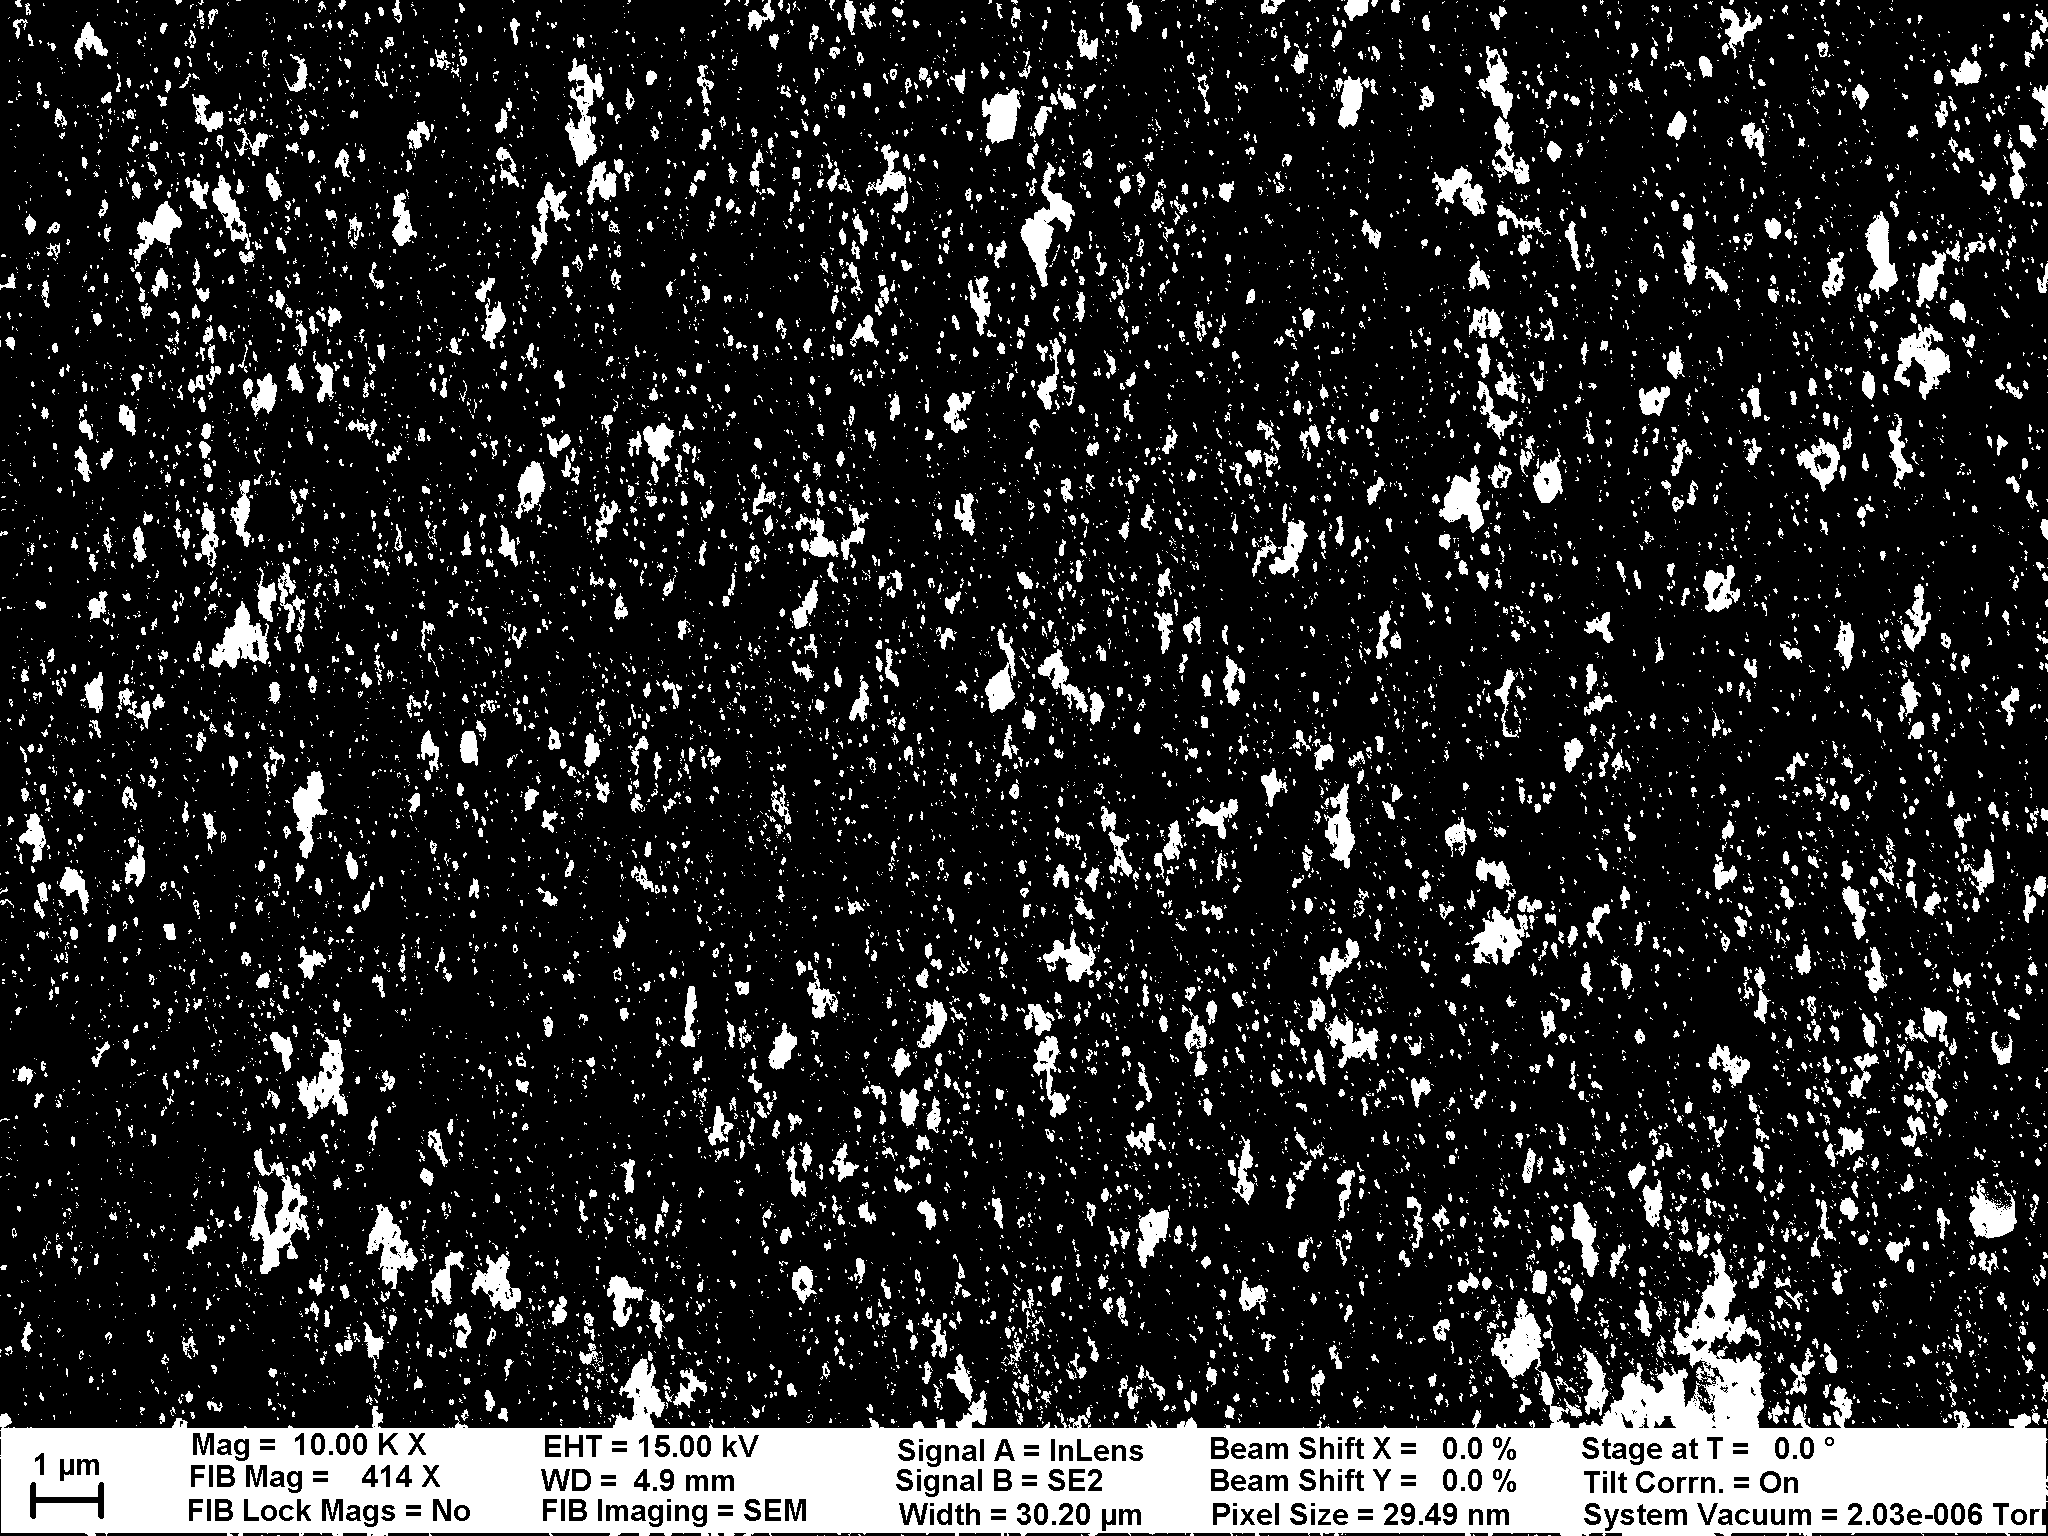 1 µm
Mag = 10.00 K X
FIB Mag = 414 X
FIB Lock Mags = No
EHT = 15.00 kV
WD = 4.9 mm
FIB Imaging = SEM
Signal A = InLens
Signal B = SE2
Width = 30.20 µm
Beam Shift X = 0.0 %
Beam Shift Y = 0.0 %
Pixel Size = 29.49 nm
Stage at T = 0.0 °
Tilt Corrn. = On
System Vacuum = 2.03e-006 Torr